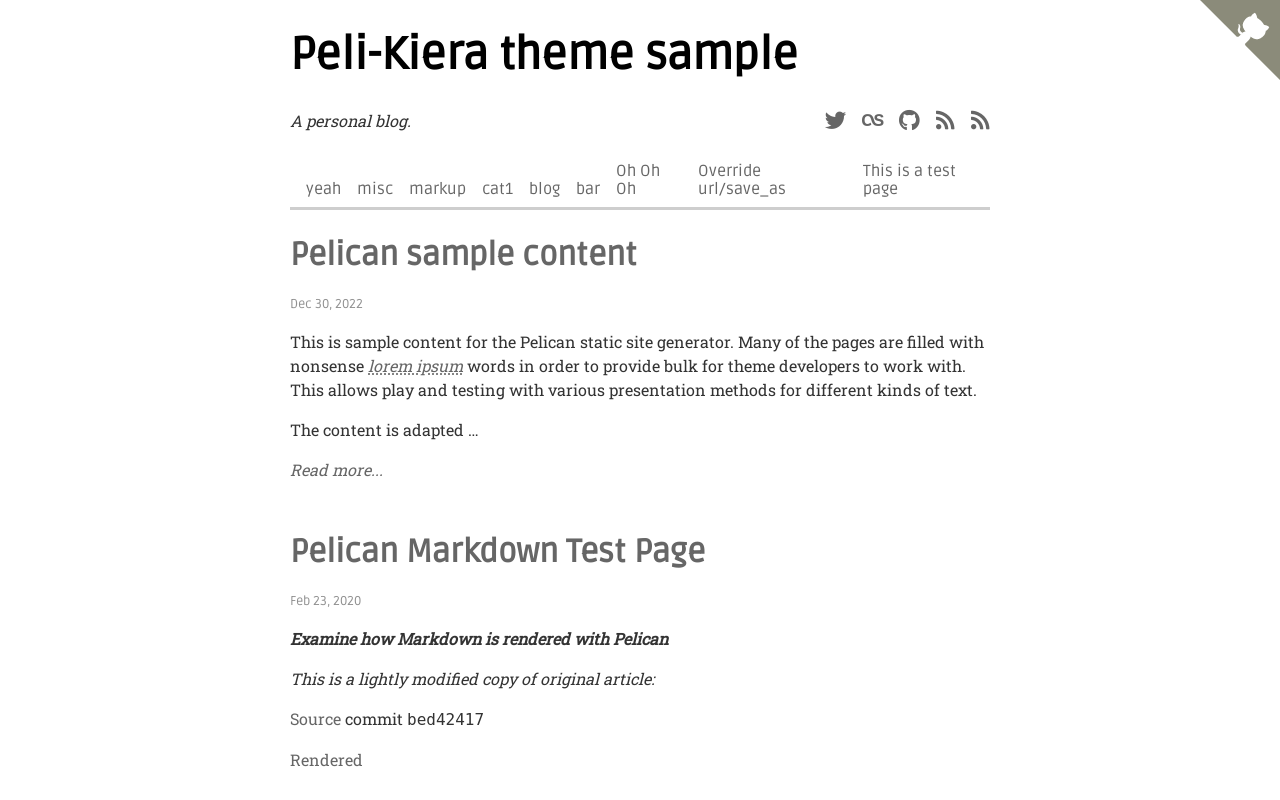 Peli-Kiera theme sample
A personal blog.
yeah misc markup cat1 blog bar Oh Oh Oh Override url/save_as This is a test page
Pelican sample content
Dec 30, 2022
This is sample content for the Pelican static site generator. Many of the pages are filled with
nonsense lorem ipsum words in order to provide bulk for theme developers to work with.
This allows play and testing with various presentation methods for different kinds of text.
The content is adapted ...
Read more...
Pelican Markdown Test Page
Feb 23, 2020
Examine how Markdown is rendered with Pelican
This is a lightly modified copy of original article:
Source commit bed42417
Rendered